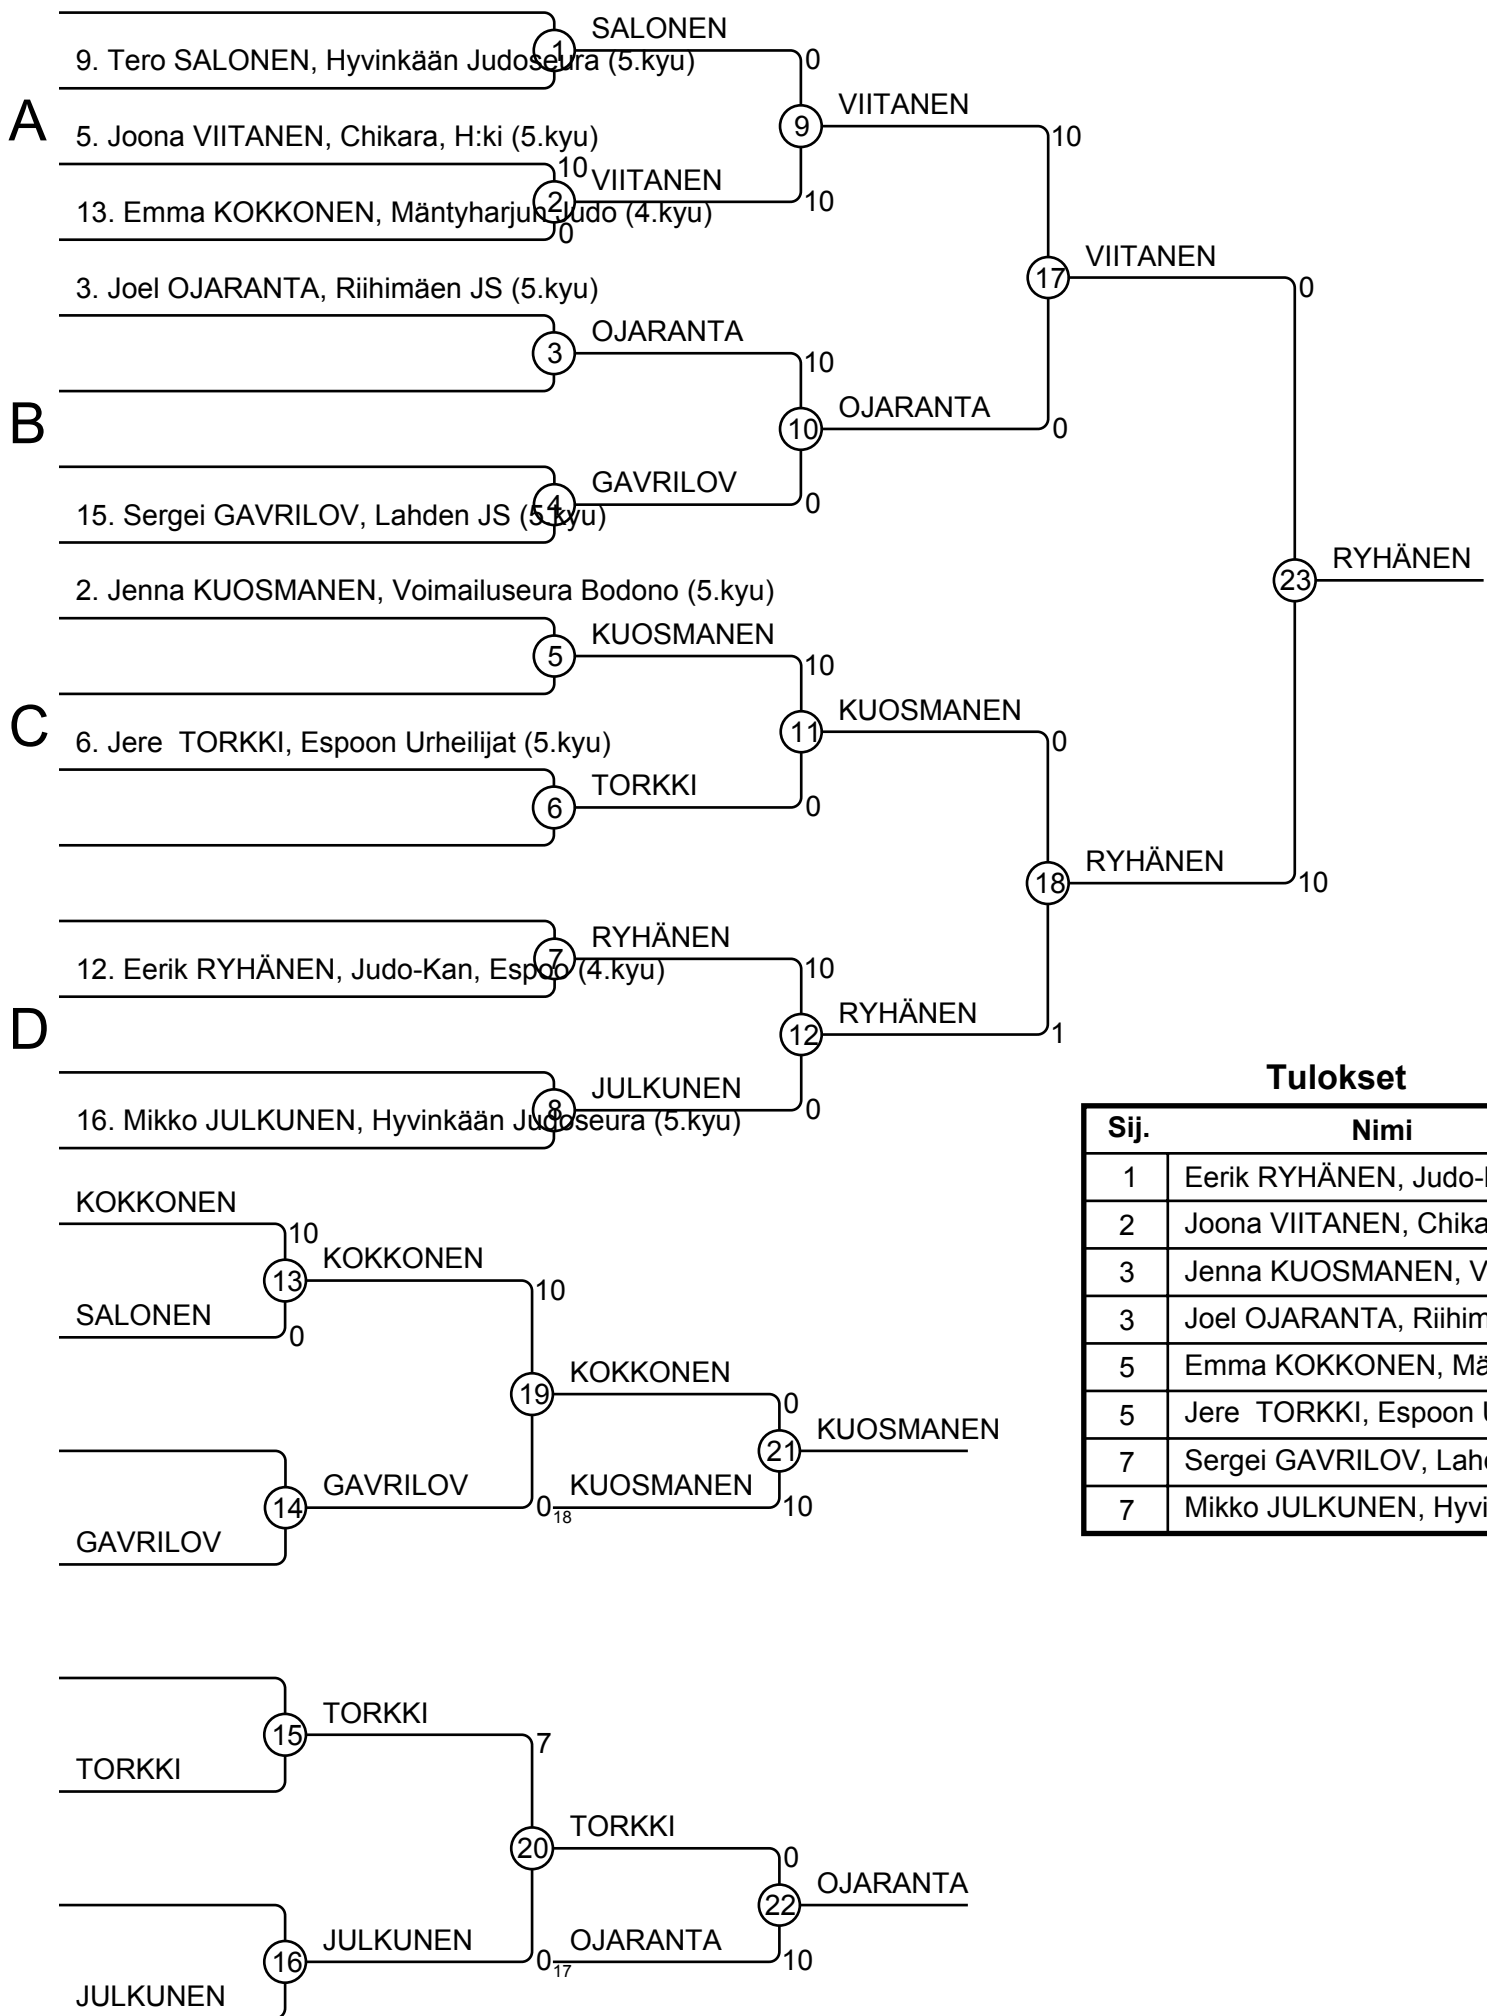 SALONEN
0
9. Tero SALONEN, Hyvinkään Judoseura (5.kyu)
1
A
VIITANEN
9
10
5. Joona VIITANEN, Chikara, H:ki (5.kyu)
10
VIITANEN
2
10
13. Emma KOKKONEN, Mäntyharjun Judo (4.kyu)
0
VIITANEN
17
0
3. Joel OJARANTA, Riihimäen JS (5.kyu)
OJARANTA
3
10
B
OJARANTA
10
0
GAVRILOV
4
0
15. Sergei GAVRILOV, Lahden JS (5.kyu)
RYHÄNEN
23
2. Jenna KUOSMANEN, Voimailuseura Bodono (5.kyu)
KUOSMANEN
5
10
C
KUOSMANEN
11
0
6. Jere  TORKKI, Espoon Urheilijat (5.kyu)
TORKKI
6
0
RYHÄNEN
18
10
RYHÄNEN
7
10
12. Eerik RYHÄNEN, Judo-Kan, Espoo (4.kyu)
D
RYHÄNEN
12
1
JULKUNEN
8
0
16. Mikko JULKUNEN, Hyvinkään Judoseura (5.kyu)
Tulokset
Sij. Nimi
1 Eerik RYHÄNEN, Judo-
2 Joona VIITANEN, Chika
3 Jenna KUOSMANEN, V
3 Joel OJARANTA, Riihim
5 Emma KOKKONEN, Mä
5 Jere  TORKKI, Espoon
7 Sergei GAVRILOV, Lah
7 Mikko JULKUNEN, Hyvi
KOKKONEN
10
13
KOKKONEN
10
SALONEN
0
19
KOKKONEN
0
21
KUOSMANEN
14
GAVRILOV
0
18
KUOSMANEN
10
GAVRILOV
15
TORKKI
7
TORKKI
20
TORKKI
0
22
OJARANTA
16
JULKUNEN
0
17
OJARANTA
10
JULKUNEN